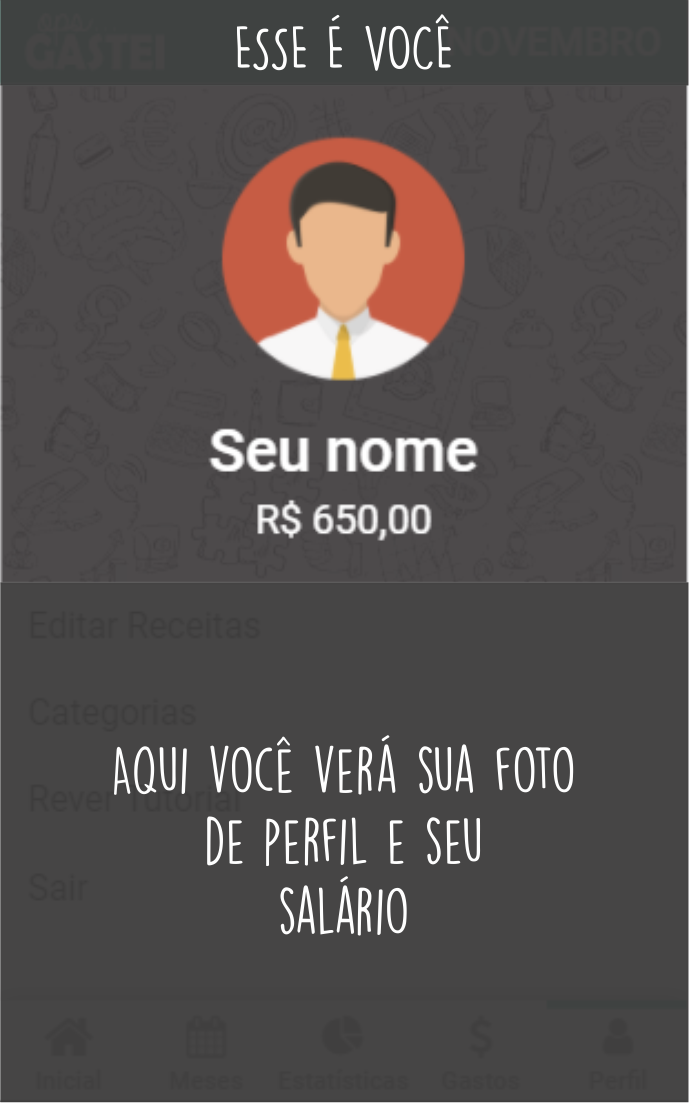 GASTEI
NOVEMBRO
ESSE É VOCÊ
Seu nome
R$ 650,00
Editar Receitas
Categorias
AQUI VOCÊ VERÁ SUA FOTO
Rever Tutorial
DE PERFIL E SEU
Sair
SALÁRIO
Inicial Meses Estatísticas Gastos Perfil